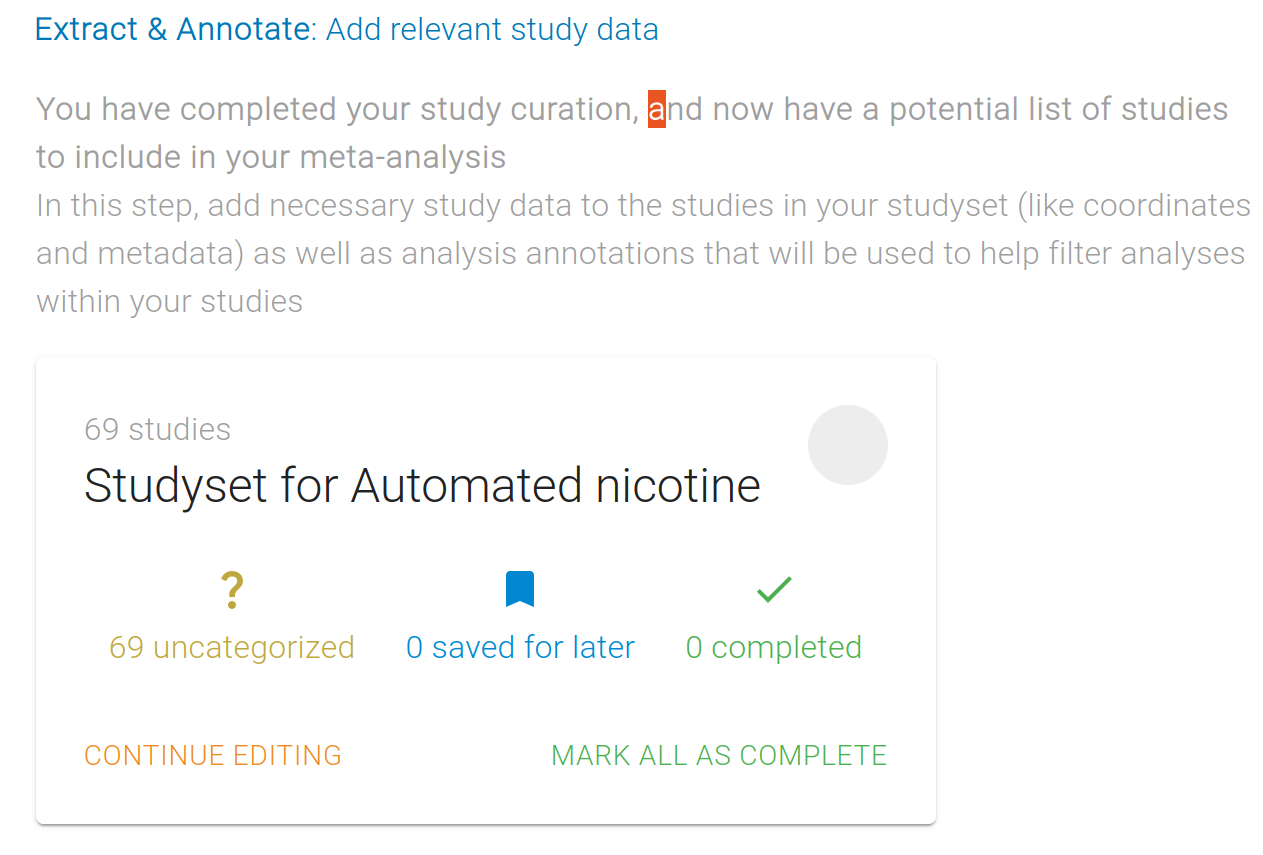 Extract & Annotate: Add relevant study data
You have completed your study curation, and now have a potential list of studies
to include in your meta-analysis
In this step, add necessary study data to the studies in your studyset (like coordinates
and metadata) as well as analysis annotations that will be used to help filter analyses
within your studies
69 studies
Studyset for Automated nicotine
?
69 uncategorized
0 saved for later
0 completed
CONTINUE EDITING
MARK ALL AS COMPLETE